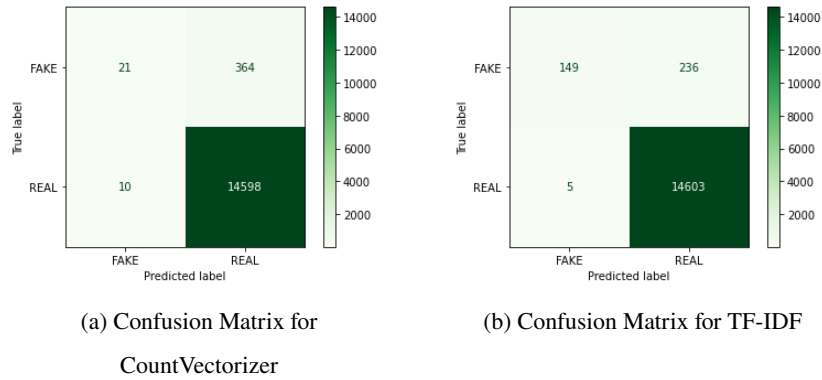 14000
12000
10000
8000
6000
4000
2000
FAKE
REAL
True label
21
364
10
14598
FAKE
REAL
Predicted label
(a) Confusion Matrix for
CountVectorizer
14000
12000
10000
8000
6000
4000
2000
FAKE
REAL
True label
149
236
5
14603
FAKE
REAL
Predicted label
(b) Confusion Matrix for TF-IDF